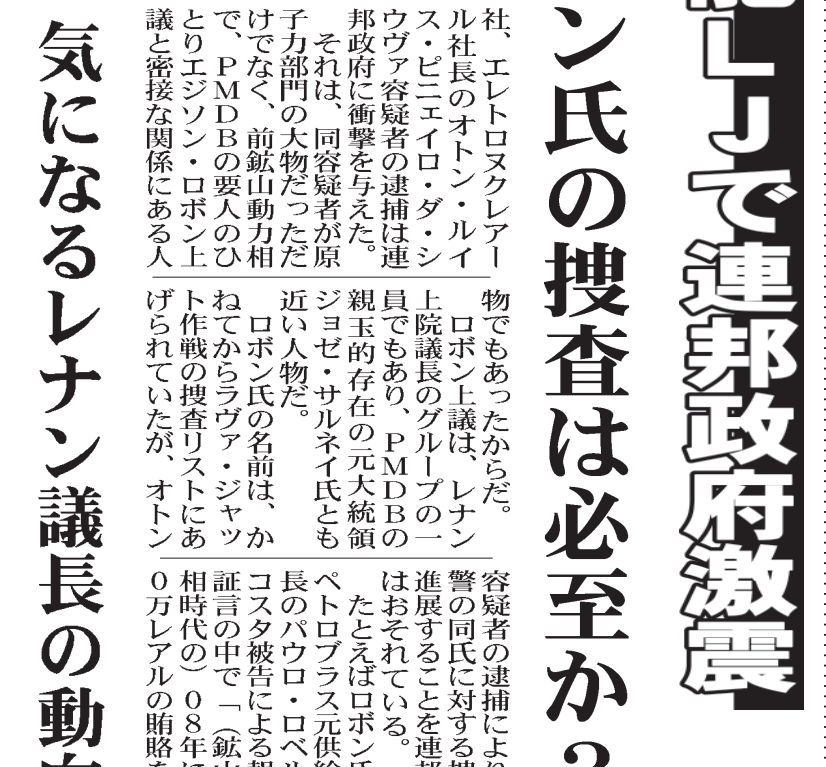 LJで連邦政府激震
ン氏の捜査は必至か?
社、エレトロヌクレアー
ル社長のオトン・ルイ
ス・ピニェイロ・ダ・シ
ウヴァ容疑者の逮捕は連
邦政府に衝撃を与えた。
それは、同容疑者が原
子力部門の大物だっただ
けでなく、前鉱山動力相
で、PMDBの要人のひ
とりエジソン・ロボン上
議と密接な関係にある人
物でもあったからだ。
ロボン上議は、レナン
上院議長のグループの一
員でもあり、PMDBの
親玉的存在の元大統領
ジョゼ・サルネイ氏とも
近い人物だ。
ロボン氏の名前は、か
ねてからラヴァ・ジャッ
ト作戦の捜査リストにあ
げられていたが、オトン
容疑者の逮捕により
警の同氏に対する捜
進展することを連邦
はおそれている。
たとえばロボン氏
ペトロブラス元供給
長のパウロ・ロベル
コスタ被告による報
証言の中で「(鉱山
相時代の)08年に
0万レアルの賄賂を
気になるレナン議長の動向